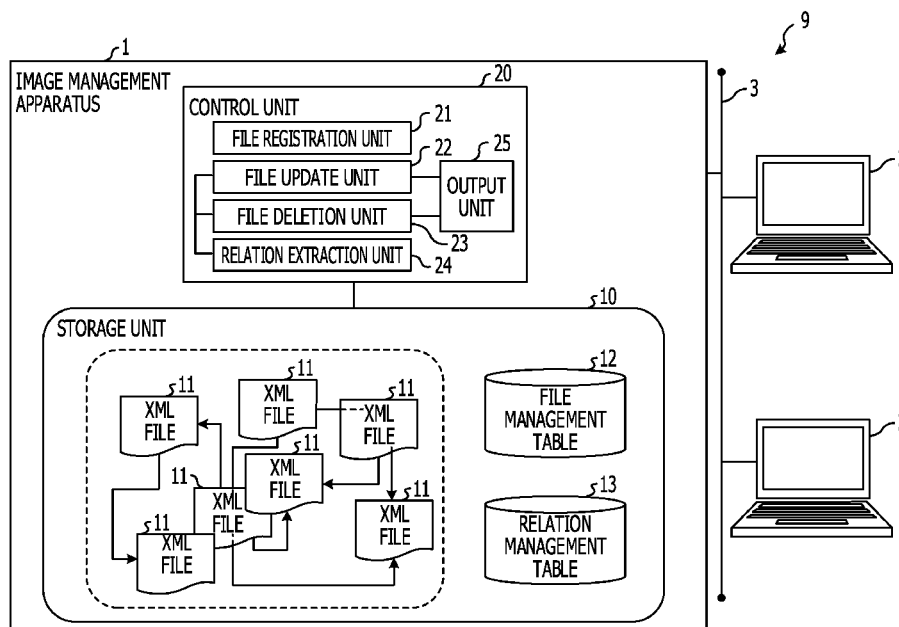 9
1
3
IMAGE MANAGEMENT
APPARATUS
20
CONTROL UNIT
21
FILE REGISTRATION UNIT
22
25
FILE UPDATE UNIT
OUTPUT
UNIT
FILE DELETION UNIT
23
RELATION EXTRACTION UNIT
24
10
STORAGE UNIT
11
XML
FILE
11
XML
FILE
11
XML
FILE
11
XML
FILE
11
XML
FILE
11
XML
FILE
11
XML
FILE
12
FILE
MANAGEMENT
TABLE
13
RELATION
MANAGEMENT
TABLE